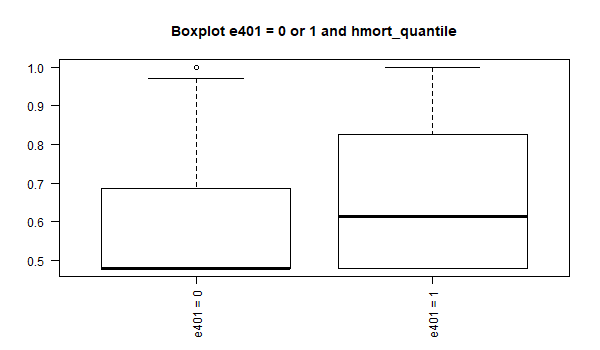 Boxplot e401 = 0 or 1 and hmort_quantile
1.0
0.9
0.8
0.7
0.6
0.5
e401 = 0
e401 = 1